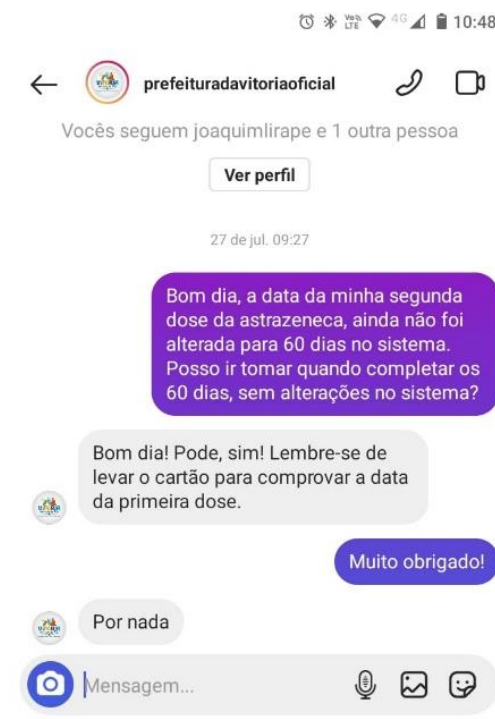 Vo)) LTE 4G 10:48
prefeituradavitoriaoficial
Vocês seguem joaquimlirape e 1 outra pessoa
Ver perfil
27 de jul. 09:27
Bom dia, a data da minha segunda
dose da astrazeneca, ainda não foi
alterada para 60 dias no sistema.
Posso ir tomar quando completar os
60 dias, sem alterações no sistema?
Bom dia! Pode, sim! Lembre-se de
levar o cartão para comprovar a data
da primeira dose.
Muito obrigado!
Por nada
Mensagem...